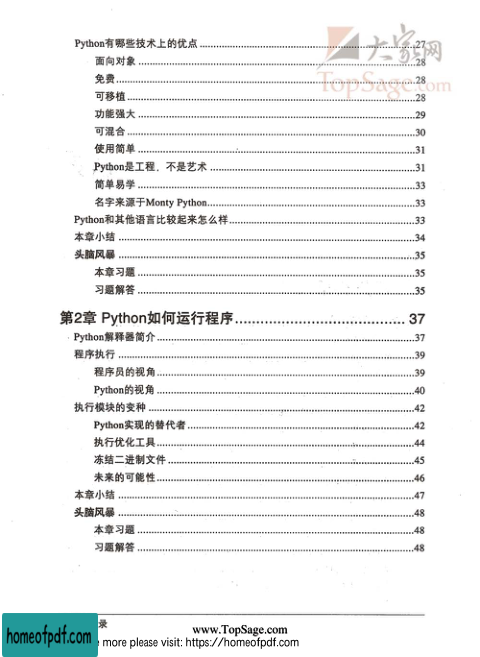 Python有哪些技术上的优点 ........ 27
面向对象 ........ 28
免费 ........ 28
可移植 ........ 28
功能强大 ........ 29
可混合 ........ 30
使用简单 ........ 31
Python是工程，不是艺术 ........ 31
简单易学 ........ 33
名字来源于Monty Python ........ 33
Python和其他语言比较起来怎么样 ........ 33
本章小结 ........ 34
头脑风暴 ........ 35
本章习题 ........ 35
习题解答 ........ 35
第2章 Python如何运行程序 ........ 37
Python解释器简介 ........ 37
程序执行 ........ 39
程序员的视角 ........ 39
Python的视角 ........ 40
执行模块的变种 ........ 42
Python实现的替代者 ........ 42
执行优化工具 ........ 44
冻结二进制文件 ........ 45
未来的可能性 ........ 46
本章小结 ........ 47
头脑风暴 ........ 48
本章习题 ........ 48
习题解答 ........ 48
大家网
TopSage.com
录
www.TopSage.com
homeofpdf.com
more please visit: https://homeofpdf.com